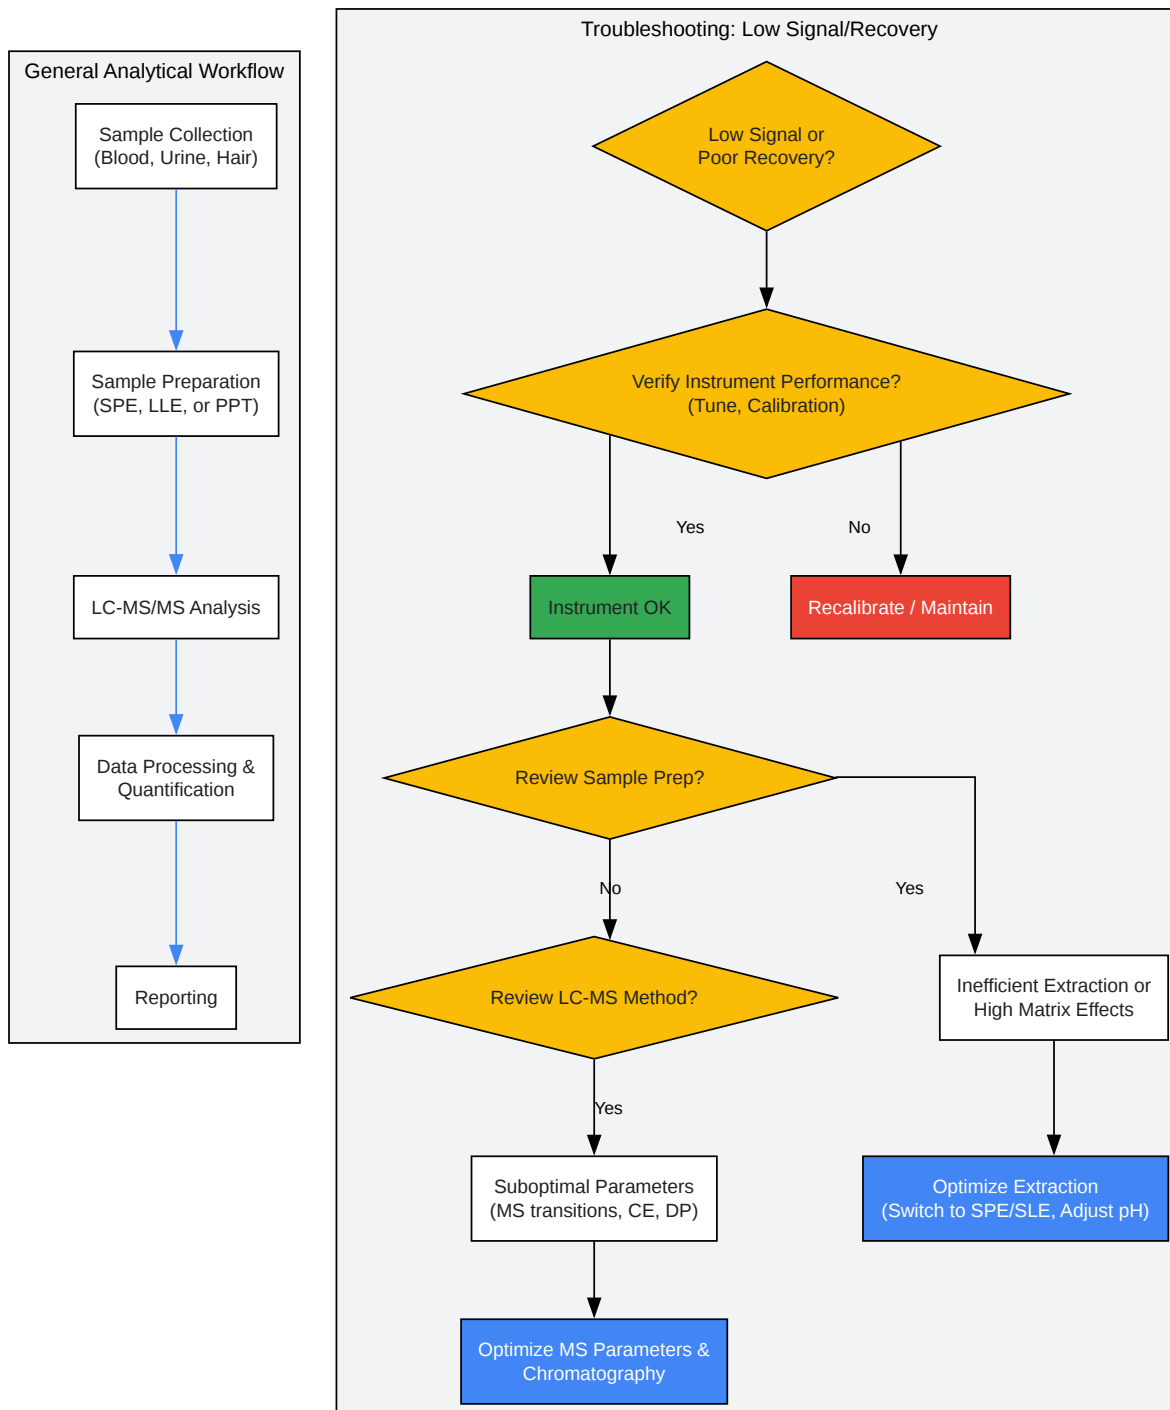 General Analytical Workflow
Sample Collection
(Blood, Urine, Hair)
Sample Preparation
(SPE, LLE, or PPT)
LC-MS/MS Analysis
Data Processing &
Quantification
Reporting
Troubleshooting: Low Signal/Recovery
Low Signal or
Poor Recovery?
Verify Instrument Performance?
(Tune, Calibration)
Yes
No
Instrument OK
Recalibrate / Maintain
Review Sample Prep?
No
Yes
Review LC-MS Method?
Inefficient Extraction or
High Matrix Effects
Yes
Suboptimal Parameters
(MS transitions, CE, DP)
Optimize Extraction
(Switch to SPE/SLE, Adjust pH)
Optimize MS Parameters &
Chromatography